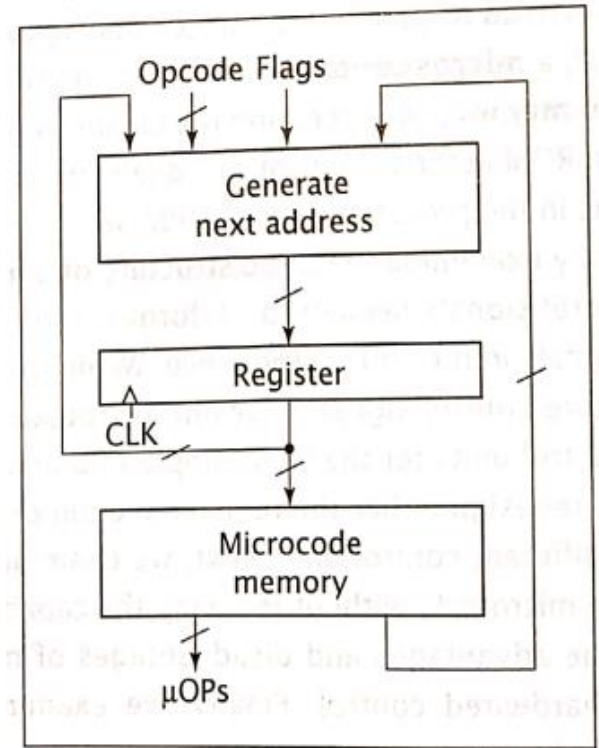 Opcode Flags
Generate
next address
Register
CLK
Microcode
memory
μOPs